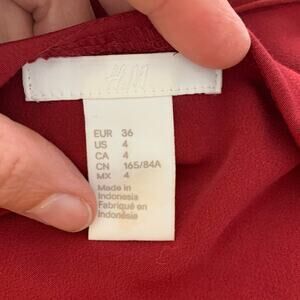 H&M
EUR 36
US 4
CA 4
CN 165/84A
MX 4
Made in
Indonesia
Fabriqué en
Indonésie